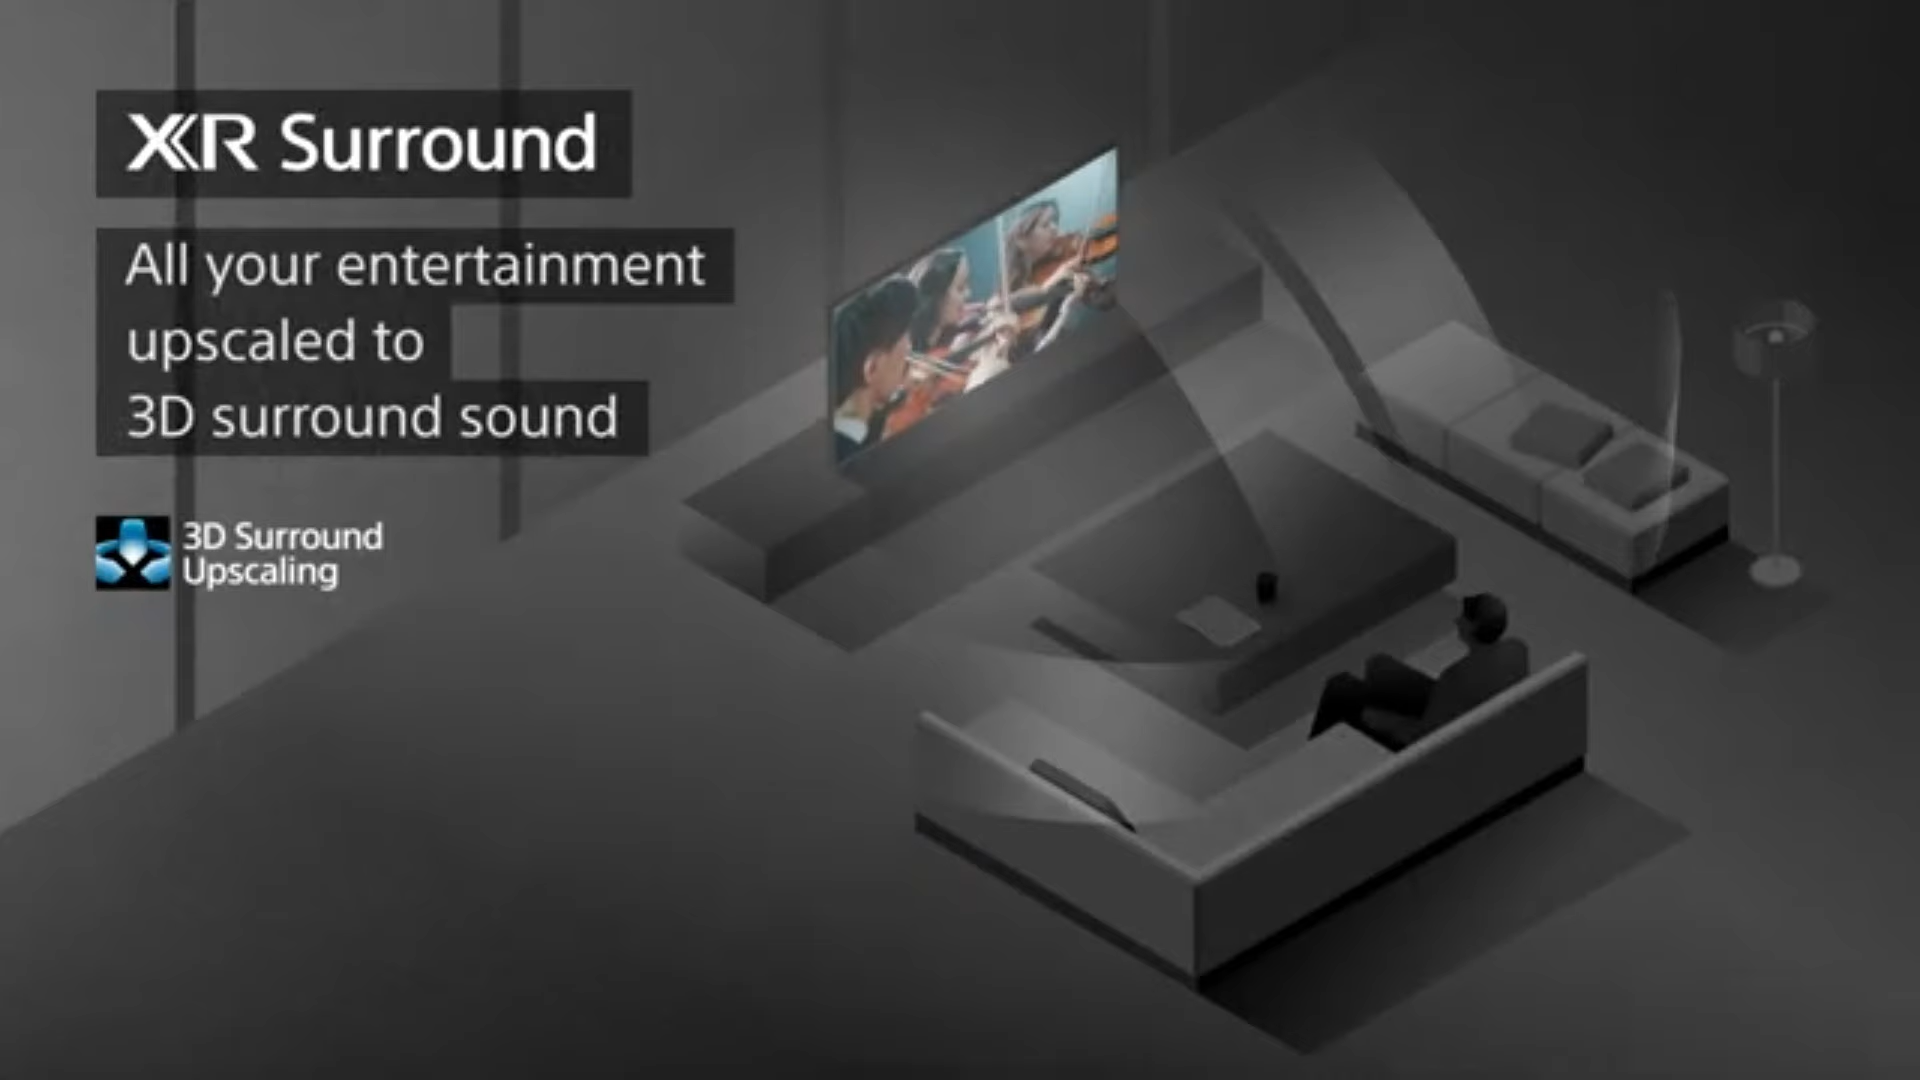 XR Surround
All your entertainment
upscaled to
3D surround sound
3D Surround
Upscaling